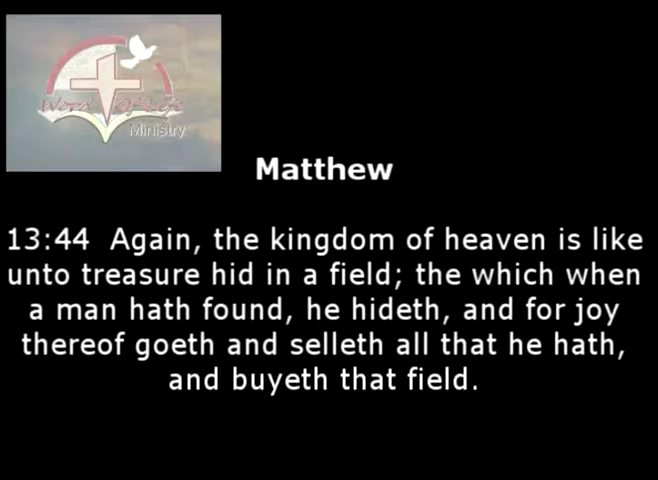 Word Of Life
Ministry
Matthew
13:44 Again, the kingdom of heaven is like
unto treasure hid in a field; the which when
a man hath found, he hideth, and for joy
thereof goeth and selleth all that he hath,
and buyeth that field.